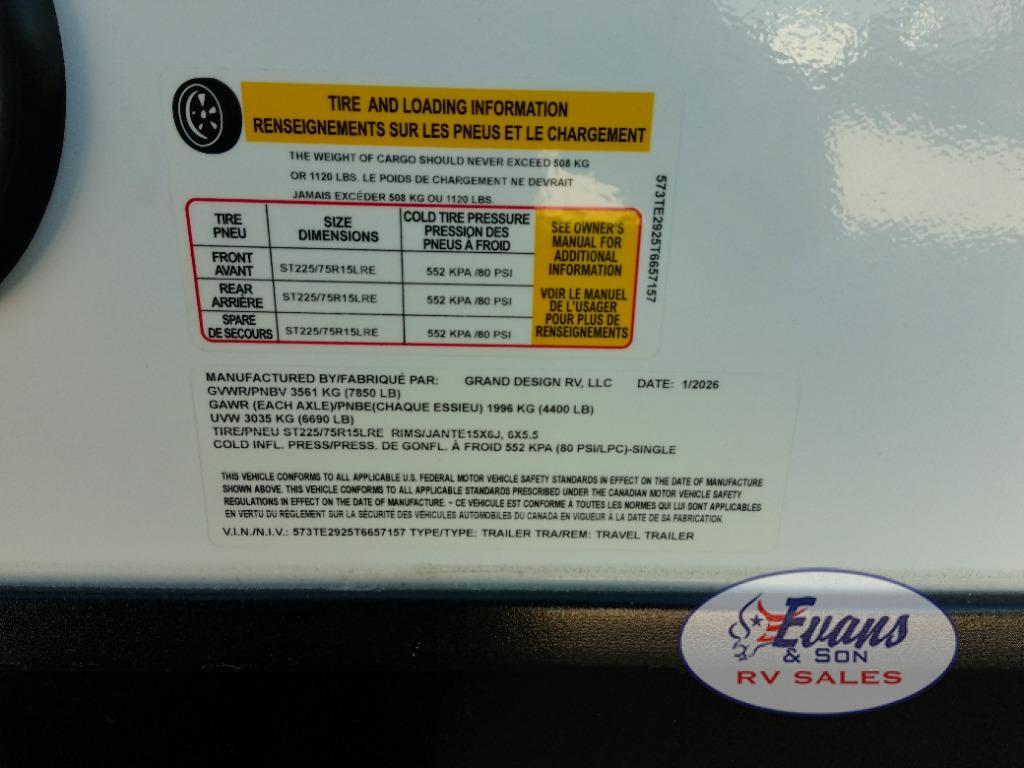 TIRE AND LOADING INFORMATION
RENSEIGNEMENTS SUR LES PNEUS ET LE CHARGEMENT
THE WEIGHT OF CARGO SHOULD NEVER EXCEED 508 KG
OR 1120 LBS. LE POIDS DE CHARGEMENT NE DEVRAIT
JAMAIS EXCÉDER 508 KG OU 1120 LBS.
TIRE
PNEU
SIZE
DIMENSIONS
COLD TIRE PRESSURE
PRESSION DES
PNEUS À FROID
FRONT
AVANT
ST225/75R15LRE
552 KPA /80 PSI
REAR
ARRIÈRE
ST225/75R15LRE
552 KPA /80 PSI
SPARE
DE SECOURS
ST225/75R15LRE
552 KPA /80 PSI
SEE OWNER'S
MANUAL FOR
ADDITIONAL
INFORMATION
VOIR LE MANUEL
DE L'USAGER
POUR PLUS DE
RENSEIGNEMENTS
573TE2925T6657157
MANUFACTURED BY/FABRIQUÉ PAR: GRAND DESIGN RV, LLC DATE: 1/2026
GVWR/PNBV 3561 KG (7850 LB)
GAWR (EACH AXLE)/PNBE(CHAQUE ESSIEU) 1996 KG (4400 LB)
UVW 3035 KG (6690 LB)
TIRE/PNEU ST225/75R15LRE RIMS/JANTE15X6J, 6X5.5
COLD INFL. PRESS/PRESS. DE GONFL. À FROID 552 KPA (80 PSI/LPC)-SINGLE
THIS VEHICLE CONFORMS TO ALL APPLICABLE U.S. FEDERAL MOTOR VEHICLE SAFETY STANDARDS IN EFFECT ON THE DATE OF MANUFACTURE
SHOWN ABOVE. THIS VEHICLE CONFORMS TO ALL APPLICABLE STANDARDS PRESCRIBED UNDER THE CANADIAN MOTOR VEHICLE SAFETY
REGULATIONS IN EFFECT ON THE DATE OF MANUFACTURE. - CE VÉHICULE EST CONFORME À TOUTES LES NORMES QUI LUI SONT APPLICABLES
EN VERTU DU RÈGLEMENT SUR LA SÉCURITÉ DES VÉHICULES AUTOMOBILES DU CANADA EN VIGUEUR À LA DATE DE SA FABRICATION.
V.I.N./N.I.V.: 573TE2925T6657157 TYPE/TYPE: TRAILER TRA/REM: TRAVEL TRAILER
Evans
& SON
RV SALES